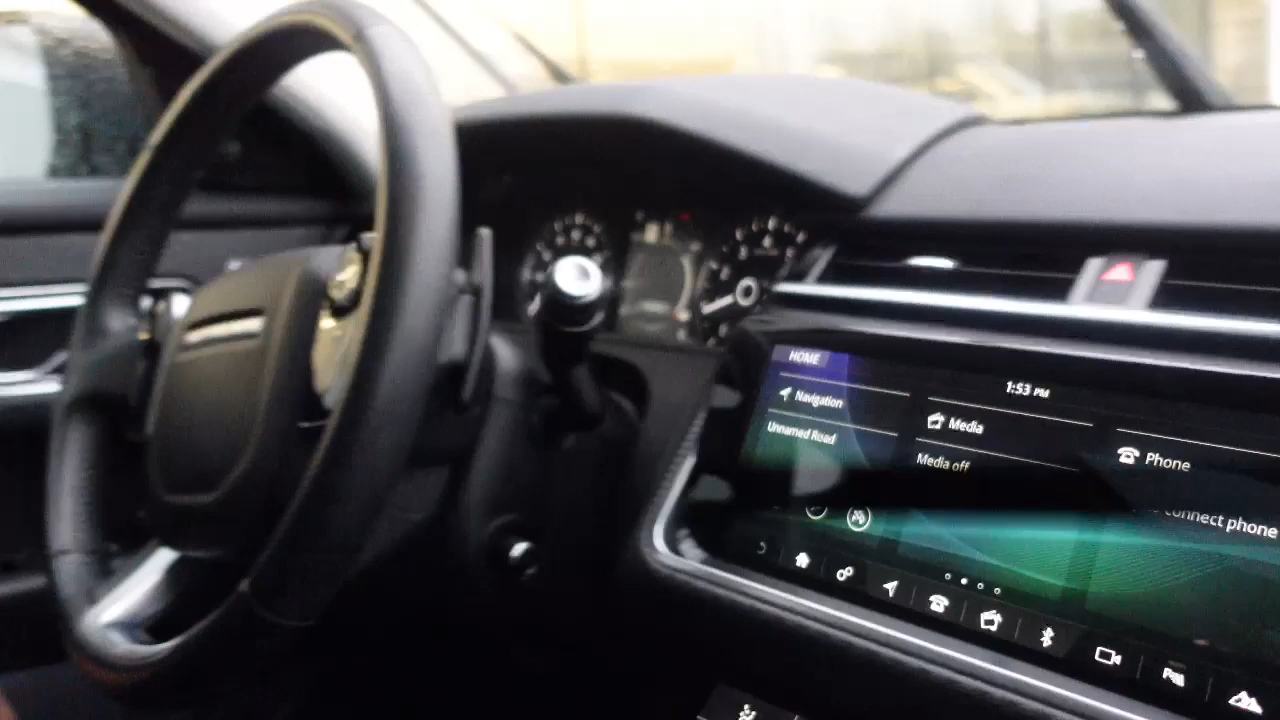 HOME
1:53 PM
Navigation
Media
Phone
Unnamed Road
Media off
connect phone